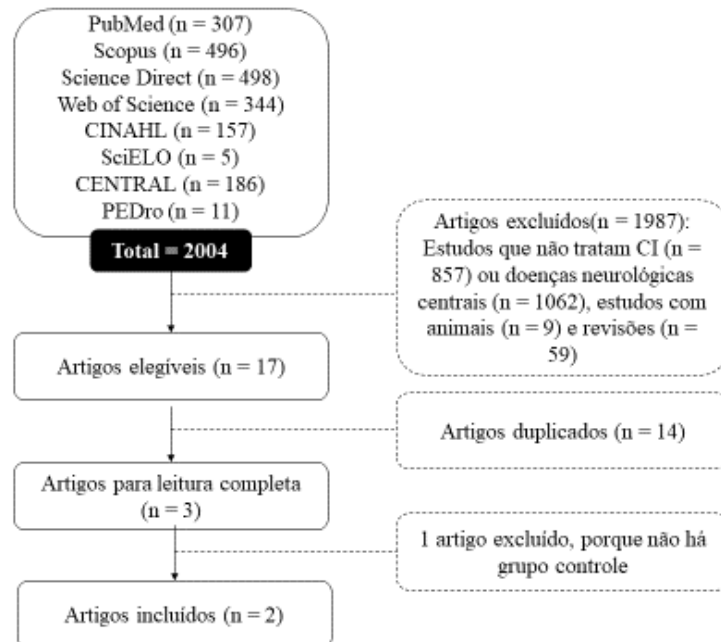 PubMed (n = 307)
Scopus (n = 496)
Science Direct (n = 498)
Web of Science (n = 344)
CINAHL (n = 157)
SciELO (n = 5)
CENTRAL (n = 186)
PEDro (n = 11)
Total = 2004
Artigos excluídos(n = 1987):
Estudos que não tratam CI (n =
857) ou doenças neurológicas
centrais (n = 1062), estudos com
animais (n = 9) e revisões (n =
59)
Artigos elegíveis (n = 17)
Artigos duplicados (n = 14)
Artigos para leitura completa
(n = 3)
1 artigo excluído, porque não há
grupo controle
Artigos incluídos (n = 2)